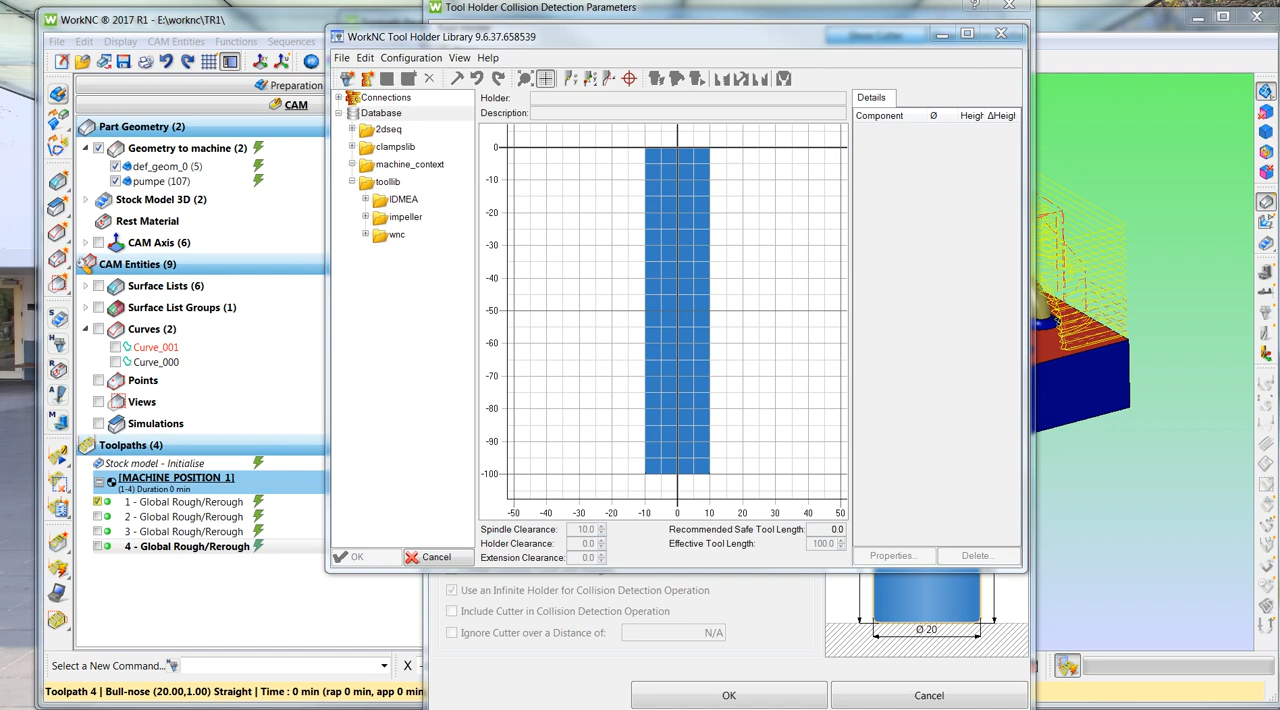 WorkNC ® 2017 R1 - E:\worknc\TR1\
File Edit Display CAM Entities Functions Sequences
Preparation
CAM
Part Geometry (2)
Geometry to machine (2)
def_geom_0 (5)
pumpe (107)
Stock Model 3D (2)
Rest Material
CAM Axis (6)
CAM Entities (9)
Surface Lists (6)
Surface List Groups (1)
Curves (2)
Curve_001
Curve_000
Points
Views
Simulations
Toolpaths (4)
Stock model - Initialise
[MACHINE_POSITION_1]
(1-4) Duration 0 min
1 - Global Rough/Rerough
2 - Global Rough/Rerough
3 - Global Rough/Rerough
4 - Global Rough/Rerough
Select a New Command...
X
Toolpath 4 | Bull-nose (20.00,1.00) Straight | Time : 0 min (rap 0 min, app 0 min
Tool Holder Collision Detection Parameters
WorkNC Tool Holder Library 9.6.37.658539
File Edit Configuration View Help
Connections
Database
2dseq
clampslib
machine_context
toollib
IDMEA
impeller
wnc
OK Cancel
Holder:
Description:
0
-10
-20
-30
-40
-50
-60
-70
-80
-90
-100
-50 -40 -30 -20 -10 0 10 20 30 40 50
Spindle Clearance: 10.0 Recommended Safe Tool Length: 0.0
Holder Clearance: 0.0 Effective Tool Length: 100.0
Extension Clearance: 0.0
Details
Component Ø Heigl ΔHeigl
Properties... Delete...
Use an Infinite Holder for Collision Detection Operation
Include Cutter in Collision Detection Operation
Ignore Cutter over a Distance of: N/A
Ø 20
OK Cancel